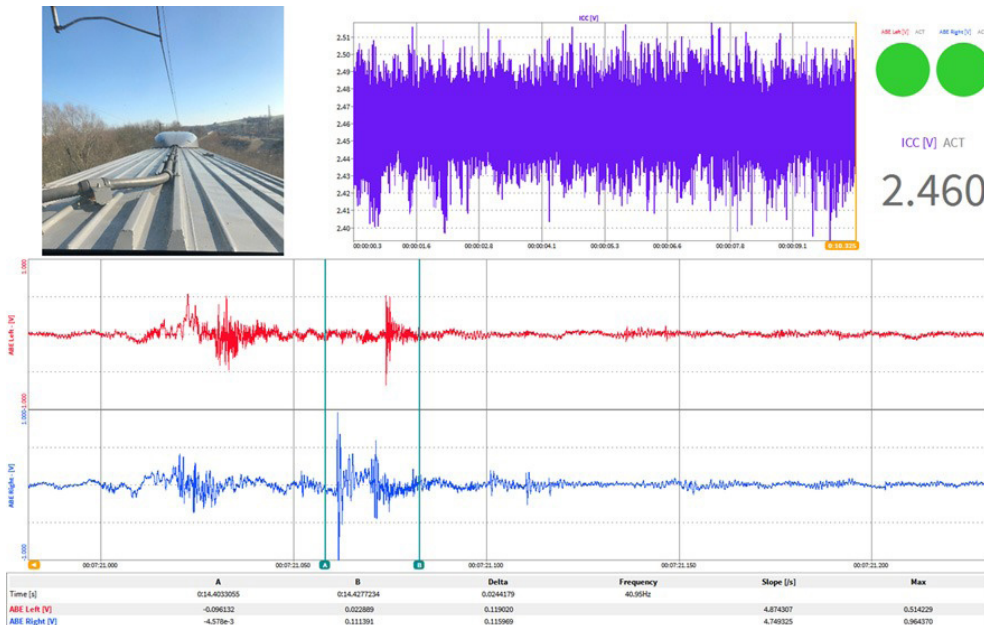 ICC [V]
ABE Left [V] ACT
ABE Right [V]
2.51
2.50
2.49
2.48
2.47
2.46
2.44
2.43
2.42
2.41
2.40
ICC [V] ACT
2.460
00:00:00.3 00:00:01.6 00:00:02.8 00:00:04.1 00:00:05.3 00:00:06.6 00:00:07.8 00:00:09.1
1.000
ABE Left - [V]
-1.000
1.000
ABE Right - [V]
-1.000
A B
00:07:21.000 00:07:21.050 00:07:21.100 00:07:21.150 00:07:21.200
A B Delta Frequency Slope [/s] Max
Time [s] 0:14.4033055 0:14.4277234 0.0244179 40.95Hz
ABE Left [V] -0.096132 0.022889 0.119020 4.874307 0.514229
ABE Right [V] -4.578e-3 0.111391 0.115969 4.749325 0.964370